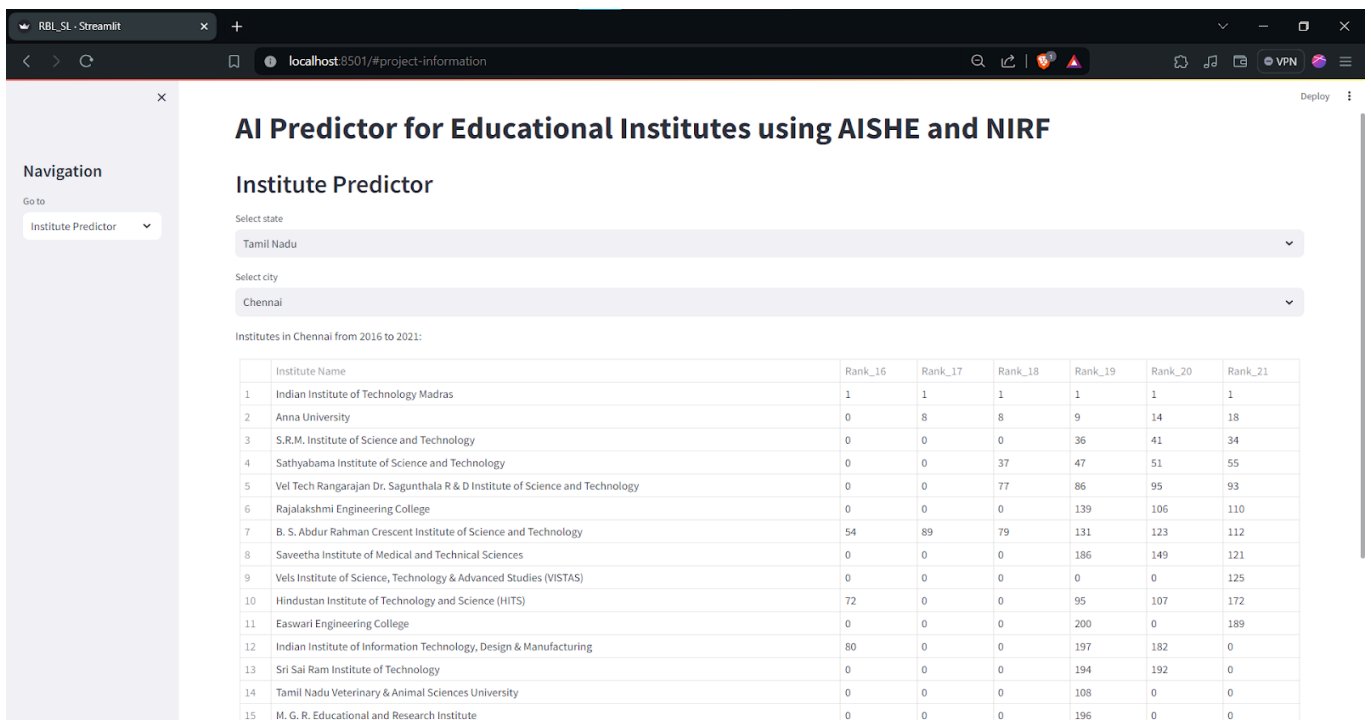 RBL_SL · Streamlit
localhost:8501/#project-information
VPN
Deploy
AI Predictor for Educational Institutes using AISHE and NIRF
Navigation
Go to
Institute Predictor
Institute Predictor
Select state
Tamil Nadu
Select city
Chennai
Institutes in Chennai from 2016 to 2021:
Institute Name Rank_16 Rank_17 Rank_18 Rank_19 Rank_20 Rank_21
1 Indian Institute of Technology Madras 1 1 1 1 1 1
2 Anna University 0 8 8 9 14 18
3 S.R.M. Institute of Science and Technology 0 0 0 36 41 34
4 Sathyabama Institute of Science and Technology 0 0 37 47 51 55
5 Vel Tech Rangarajan Dr. Sagunthala R & D Institute of Science and Technology 0 0 77 86 95 93
6 Rajalakshmi Engineering College 0 0 0 139 106 110
7 B. S. Abdur Rahman Crescent Institute of Science and Technology 54 89 79 131 123 112
8 Saveetha Institute of Medical and Technical Sciences 0 0 0 186 149 121
9 Vels Institute of Science, Technology & Advanced Studies (VISTAS) 0 0 0 0 0 125
10 Hindustan Institute of Technology and Science (HITS) 72 0 0 95 107 172
11 Easwari Engineering College 0 0 0 200 0 189
12 Indian Institute of Information Technology, Design & Manufacturing 80 0 0 197 182 0
13 Sri Sai Ram Institute of Technology 0 0 0 194 192 0
14 Tamil Nadu Veterinary & Animal Sciences University 0 0 0 108 0 0
15 M. G. R. Educational and Research Institute 0 0 0 196 0 0